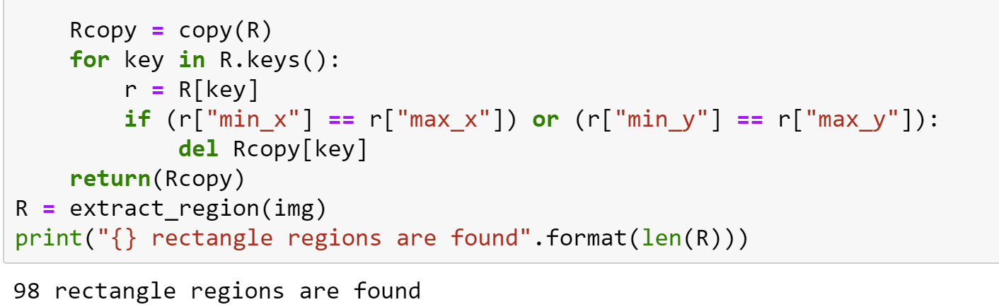 Rcopy = copy(R)
    for key in R.keys():
        r = R[key]
        if (r["min_x"] == r["max_x"]) or (r["min_y"] == r["max_y"]):
            del Rcopy[key]
    return(Rcopy)
R = extract_region(img)
print("{} rectangle regions are found".format(len(R)))
98 rectangle regions are found